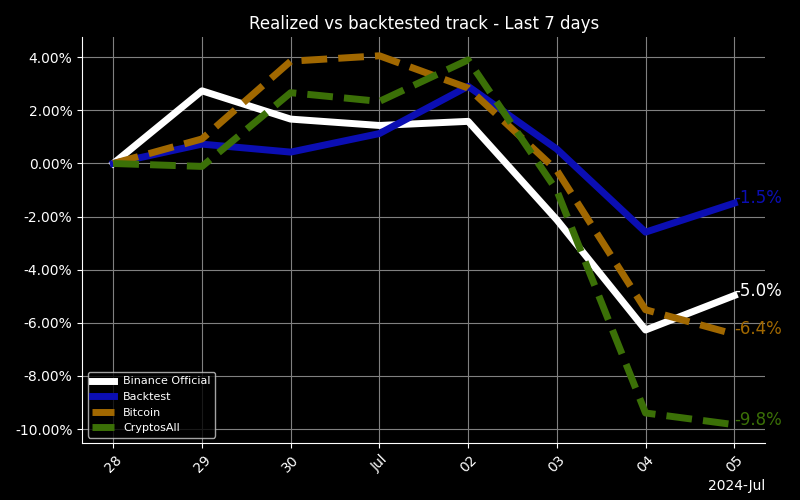 Realized vs backtested track - Last 7 days
4.00%
2.00%
0.00%
-2.00%
-4.00%
-6.00%
-8.00%
-10.00%
-1.5%
-5.0%
-6.4%
-9.8%
Binance Official
Backtest
Bitcoin
CryptosAll
28
29
30
Jul
02
03
04
05
2024-Jul